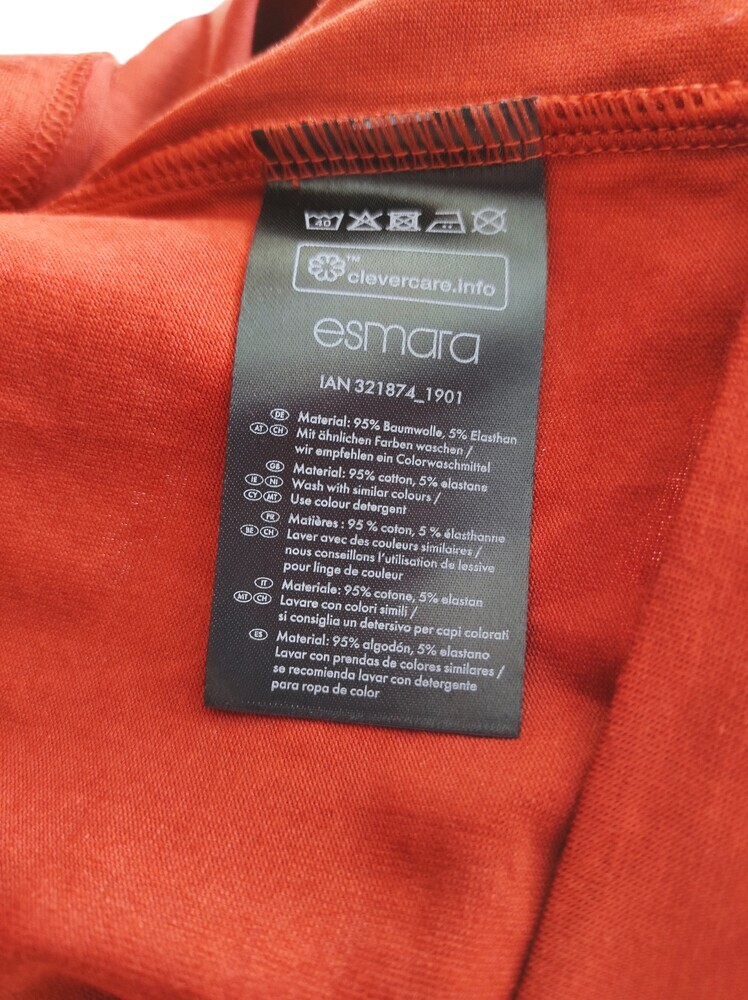 40
™ clevercare.info
esmara
IAN 321874_1901
DE Material: 95% Baumwolle, 5% Elasthan
AT CH Mit ähnlichen Farben waschen /
wir empfehlen ein Colorwaschmittel
GB Material: 95% cotton, 5% elastane
IE NI Wash with similar colours /
CY MT Use colour detergent
FR Matières : 95 % coton, 5 % élasthanne
BE CH Laver avec des couleurs similaires /
nous conseillons l'utilisation de lessive
pour linge de couleur
IT Materiale: 95% cotone, 5% elastan
MT CH Lavare con colori simili /
si consiglia un detersivo per capi colorati
ES Material: 95% algodón, 5% elastano
Lavar con prendas de colores similares /
se recomienda lavar con detergente
para ropa de color